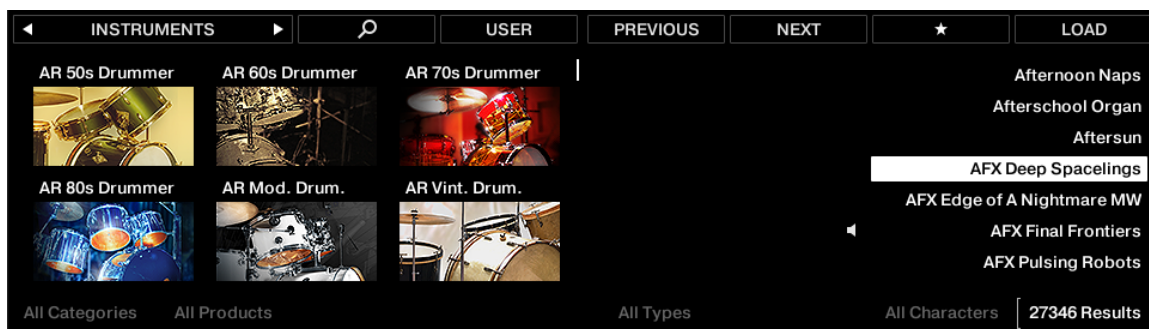 INSTRUMENTS USER PREVIOUS NEXT LOAD
AR 50s Drummer AR 60s Drummer AR 70s Drummer
AR 80s Drummer AR Mod. Drum. AR Vint. Drum.
Afternoon Naps
Afterschool Organ
Aftersun
AFX Deep Spacelings
AFX Edge of A Nightmare MW
AFX Final Frontiers
AFX Pulsing Robots
All Categories All Products All Types All Characters 27346 Results